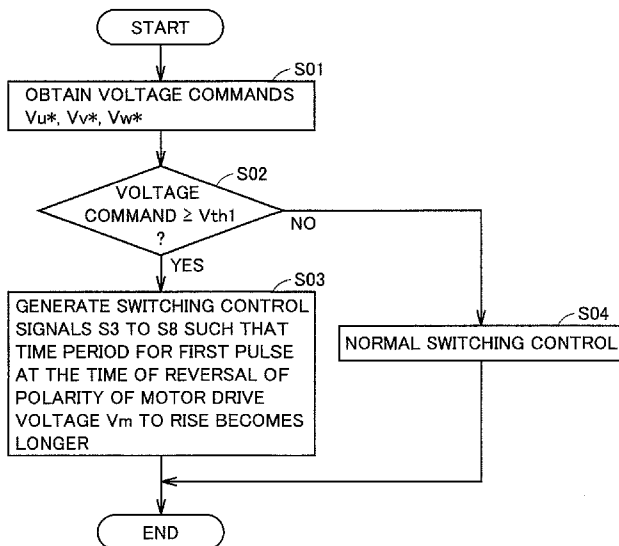 START
S01
OBTAIN VOLTAGE COMMANDS
Vu*, Vv*, Vw*
S02
VOLTAGE
COMMAND ≥ Vth1
?
NO
YES
S03
GENERATE SWITCHING CONTROL
SIGNALS S3 TO S8 SUCH THAT
TIME PERIOD FOR FIRST PULSE
AT THE TIME OF REVERSAL OF
POLARITY OF MOTOR DRIVE
VOLTAGE Vm TO RISE BECOMES
LONGER
S04
NORMAL SWITCHING CONTROL
END